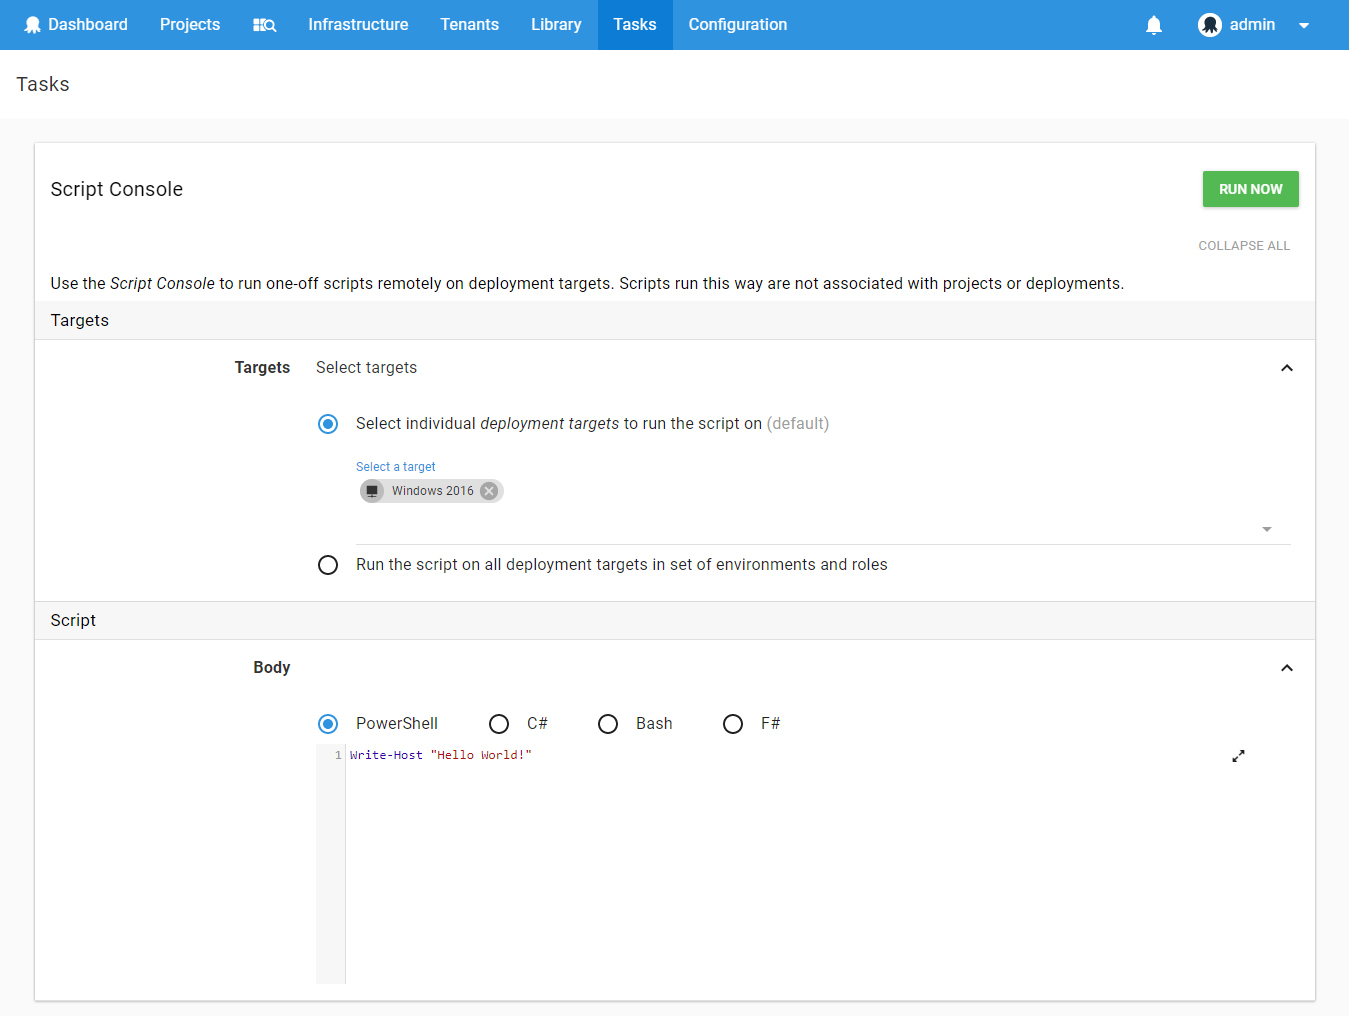 Dashboard Projects Infrastructure Tenants Library Tasks Configuration admin
Tasks
Script Console
RUN NOW
COLLAPSE ALL
Use the Script Console to run one-off scripts remotely on deployment targets. Scripts run this way are not associated with projects or deployments.
Targets
Targets Select targets
Select individual deployment targets to run the script on (default)
Select a target
Windows 2016
Run the script on all deployment targets in set of environments and roles
Script
Body
PowerShell C# Bash F#
1 Write-Host "Hello World!"